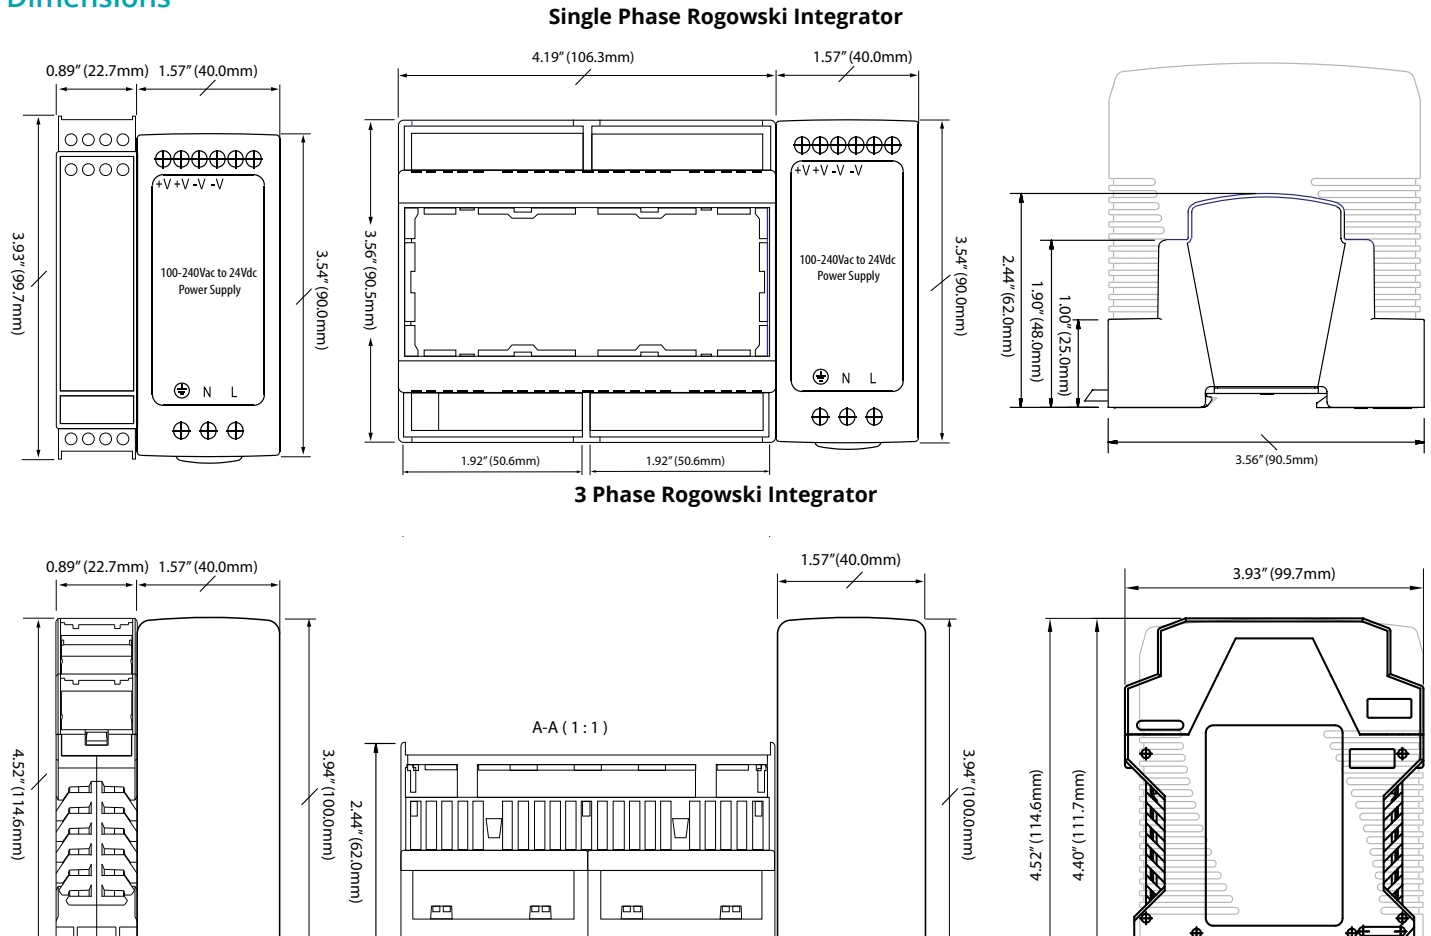 Dimensions
Single Phase Rogowski Integrator
0.89" (22.7mm) 1.57" (40.0mm)
3.93" (99.7mm)
+V +V -V -V
100-240Vac to 24Vdc
Power Supply
N L
3.54" (90.0mm)
4.19" (106.3mm)
1.57" (40.0mm)
3.56" (90.5mm)
+V +V -V -V
100-240Vac to 24Vdc
Power Supply
N L
3.54" (90.0mm)
1.92" (50.6mm)
1.92" (50.6mm)
2.44" (62.0mm)
1.90" (48.0mm)
1.00" (25.0mm)
3.56" (90.5mm)
3 Phase Rogowski Integrator
0.89" (22.7mm) 1.57" (40.0mm)
4.52" (114.6mm)
3.94" (100.0mm)
1.57" (40.0mm)
A-A ( 1 : 1 )
2.44" (62.0mm)
3.94" (100.0mm)
3.93" (99.7mm)
4.52" (114.6mm)
4.40" (111.7mm)